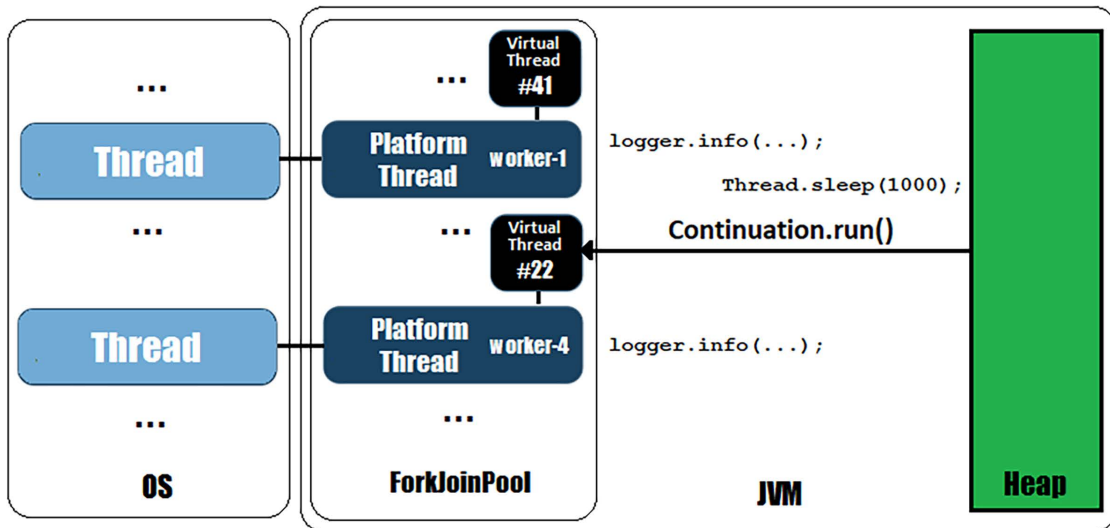 Virtual
Thread
#41
...
...
Thread
Platform
Thread
worker-1
logger.info(...);
Thread.sleep(1000);
...
...
Virtual
Thread
#22
Continuation.run()
Thread
Platform
Thread
worker-4
logger.info(...);
...
...
OS
ForkJoinPool
JVM
Heap